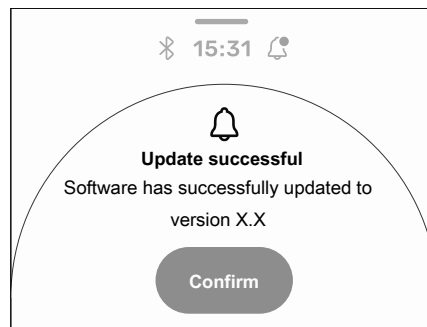 15:31
Update successful
Software has successfully updated to
version X.X
Confirm